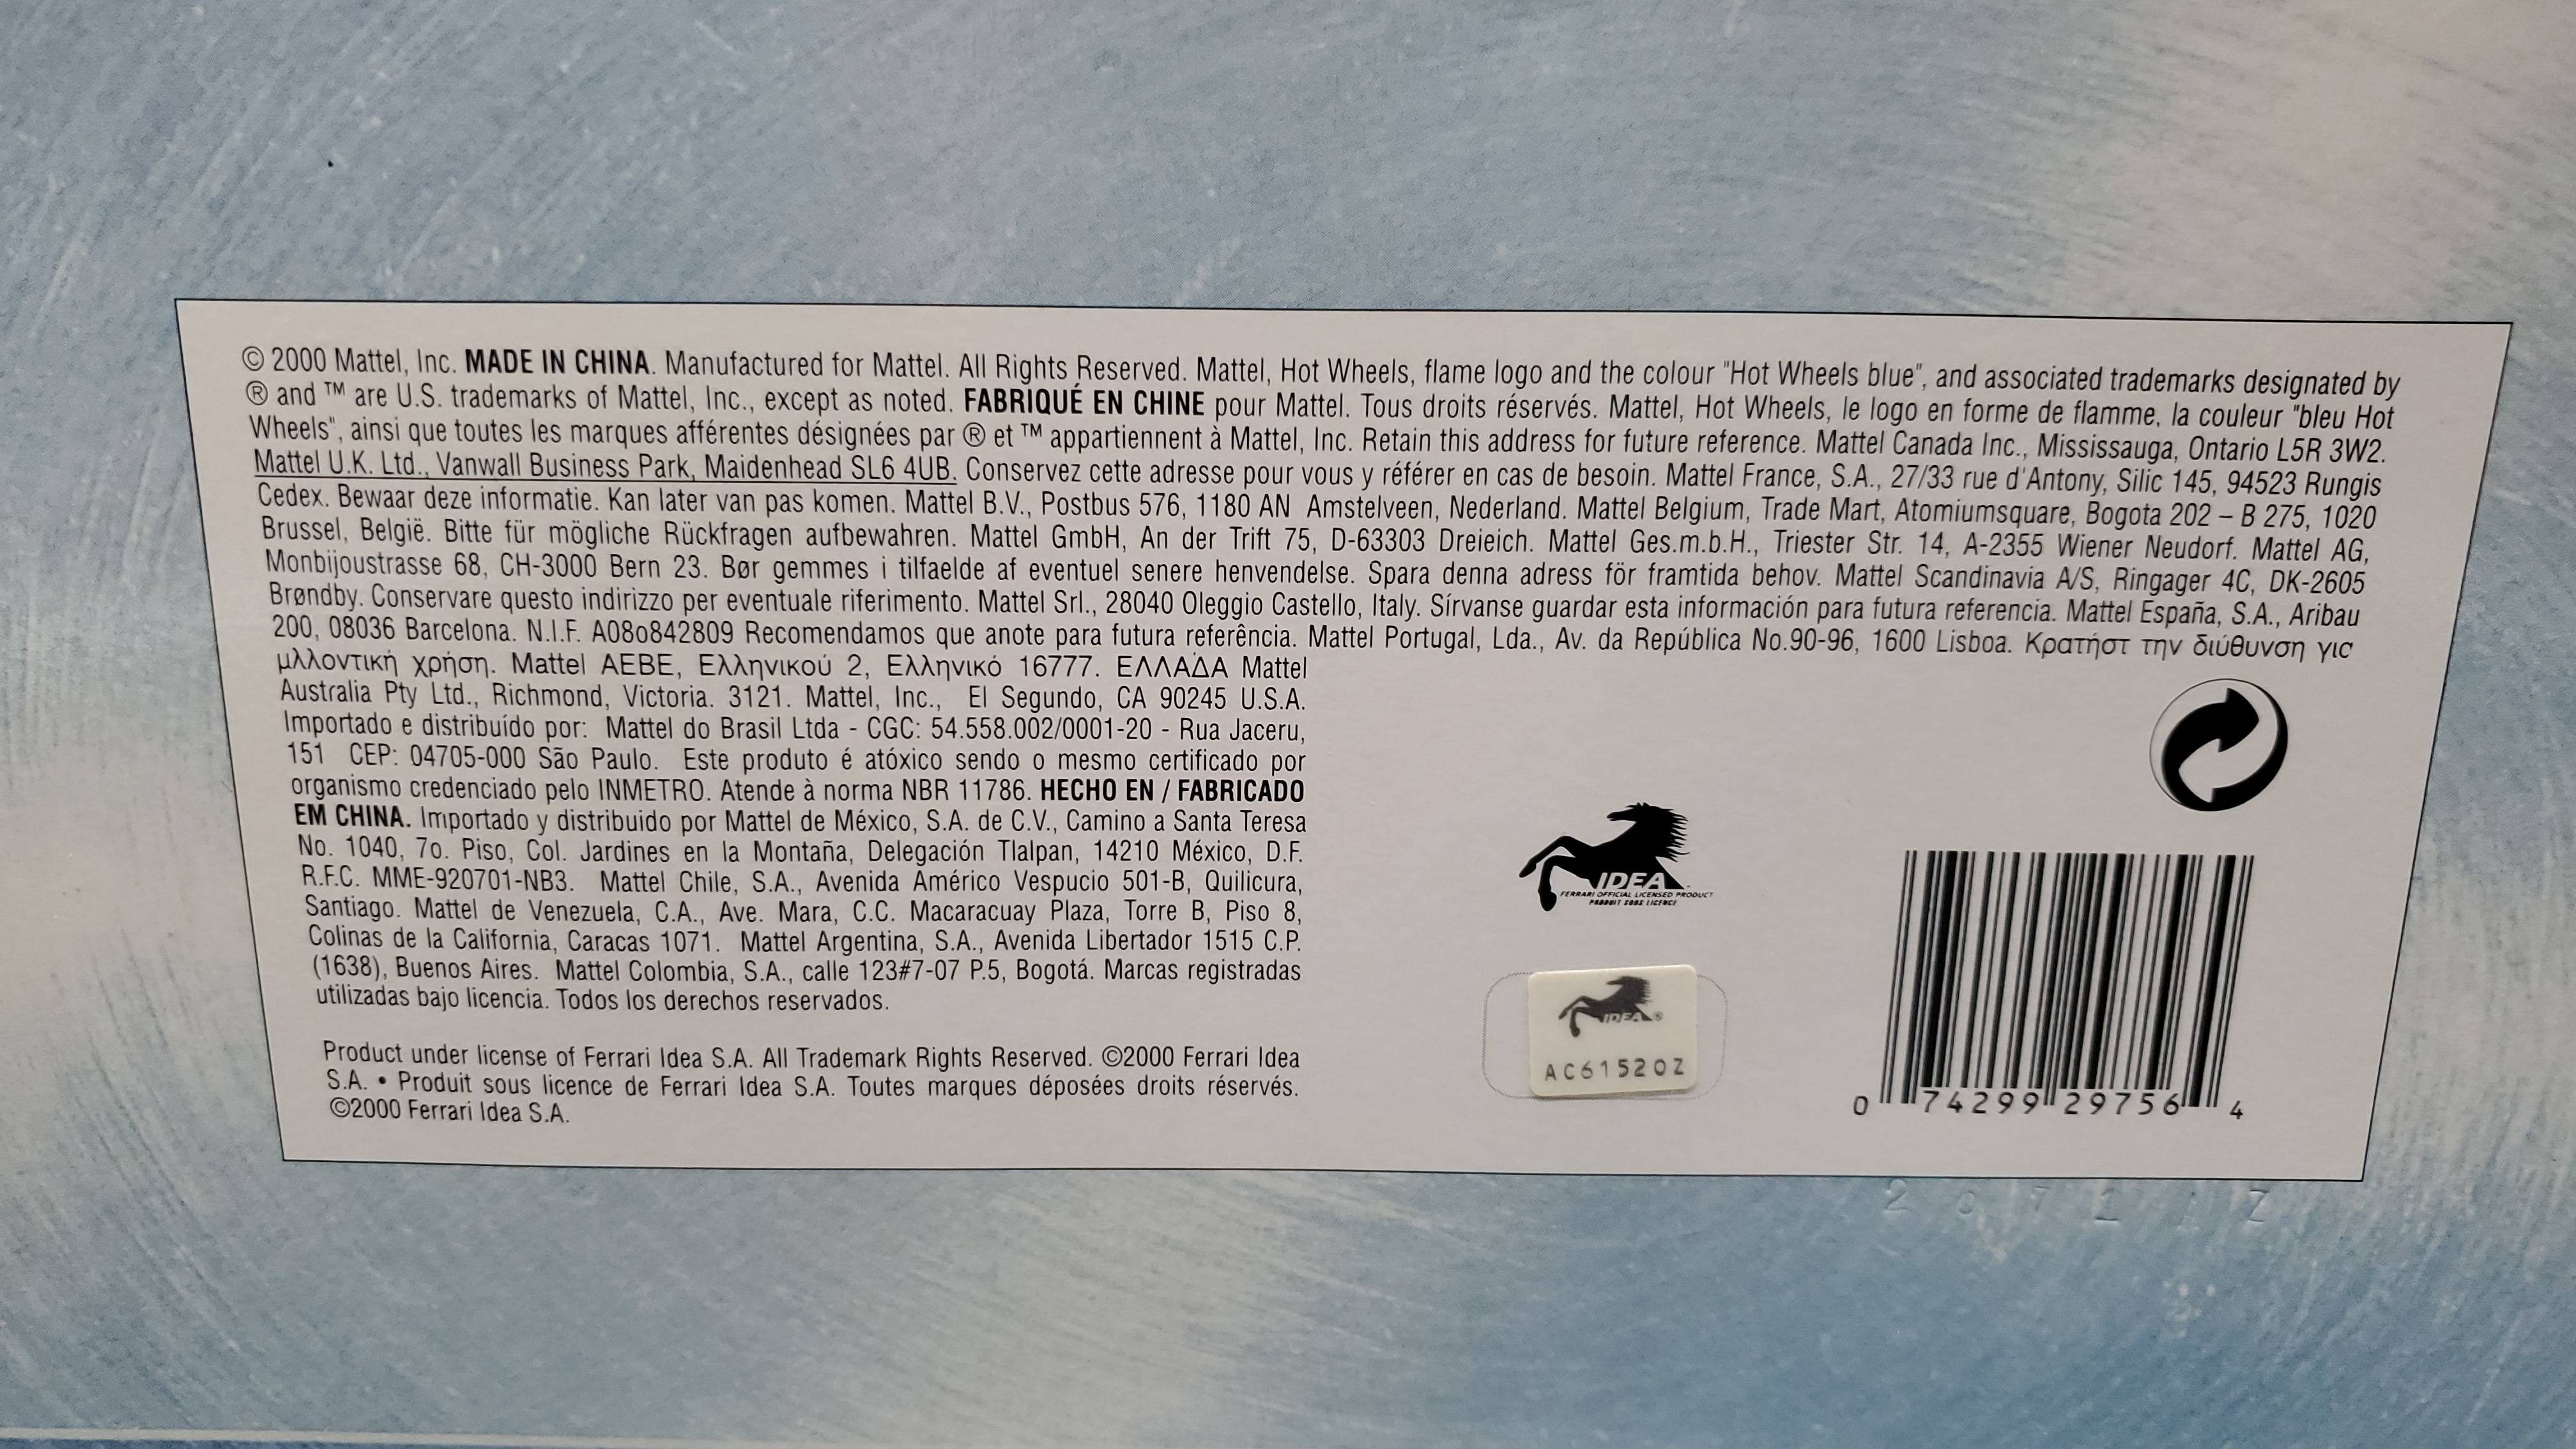 © 2000 Mattel, Inc. MADE IN CHINA. Manufactured for Mattel. All Rights Reserved. Mattel, Hot Wheels, flame logo and the colour "Hot Wheels blue", and associated trademarks designated by
® and ™ are U.S. trademarks of Mattel, Inc., except as noted. FABRIQUÉ EN CHINE pour Mattel. Tous droits réservés. Mattel, Hot Wheels, le logo en forme de flamme, la couleur "bleu Hot
Wheels", ainsi que toutes les marques afférentes désignées par ® et ™ appartiennent à Mattel, Inc. Retain this address for future reference. Mattel Canada Inc., Mississauga, Ontario L5R 3W2.
Mattel U.K. Ltd., Vanwall Business Park, Maidenhead SL6 4UB. Conservez cette adresse pour vous y référer en cas de besoin. Mattel France, S.A., 27/33 rue d'Antony, Silic 145, 94523 Rungis
Cedex. Bewaar deze informatie. Kan later van pas komen. Mattel B.V., Postbus 576, 1180 AN Amstelveen, Nederland. Mattel Belgium, Trade Mart, Atomiumsquare, Bogota 202 – B 275, 1020
Brussel, België. Bitte für mögliche Rückfragen aufbewahren. Mattel GmbH, An der Trift 75, D-63303 Dreieich. Mattel Ges.m.b.H., Triester Str. 14, A-2355 Wiener Neudorf. Mattel AG,
Monbijoustrasse 68, CH-3000 Bern 23. Bør gemmes i tilfaelde af eventuel senere henvendelse. Spara denna adress för framtida behov. Mattel Scandinavia A/S, Ringager 4C, DK-2605
Brøndby. Conservare questo indirizzo per eventuale riferimento. Mattel Srl., 28040 Oleggio Castello, Italy. Sírvanse guardar esta información para futura referencia. Mattel España, S.A., Aribau
200, 08036 Barcelona. N.I.F. A08o842809 Recomendamos que anote para futura referência. Mattel Portugal, Lda., Av. da República No.90-96, 1600 Lisboa. Κρατήστ την διύθυνση γις
μλλοντική χρήση. Mattel AEBE, Ελληνικού 2, Ελληνικό 16777. ΕΛΛΑΔΑ Mattel
Australia Pty Ltd., Richmond, Victoria. 3121. Mattel, Inc., El Segundo, CA 90245 U.S.A.
Importado e distribuído por: Mattel do Brasil Ltda - CGC: 54.558.002/0001-20 - Rua Jaceru,
151 CEP: 04705-000 São Paulo. Este produto é atóxico sendo o mesmo certificado por
organismo credenciado pelo INMETRO. Atende à norma NBR 11786. HECHO EN / FABRICADO
EM CHINA. Importado y distribuido por Mattel de México, S.A. de C.V., Camino a Santa Teresa
No. 1040, 7o. Piso, Col. Jardines en la Montaña, Delegación Tlalpan, 14210 México, D.F.
R.F.C. MME-920701-NB3. Mattel Chile, S.A., Avenida Américo Vespucio 501-B, Quilicura,
Santiago. Mattel de Venezuela, C.A., Ave. Mara, C.C. Macaracuay Plaza, Torre B, Piso 8,
Colinas de la California, Caracas 1071. Mattel Argentina, S.A., Avenida Libertador 1515 C.P.
(1638), Buenos Aires. Mattel Colombia, S.A., calle 123#7-07 P.5, Bogotá. Marcas registradas
utilizadas bajo licencia. Todos los derechos reservados.
Product under license of Ferrari Idea S.A. All Trademark Rights Reserved. ©2000 Ferrari Idea
S.A. • Produit sous licence de Ferrari Idea S.A. Toutes marques déposées droits réservés.
©2000 Ferrari Idea S.A.
IDEA
FERRARI OFFICIAL LICENSED PRODUCT
PRODUIT SOUS LICENCE
IDEA ®
AC61520Z
0 74299 29756 4